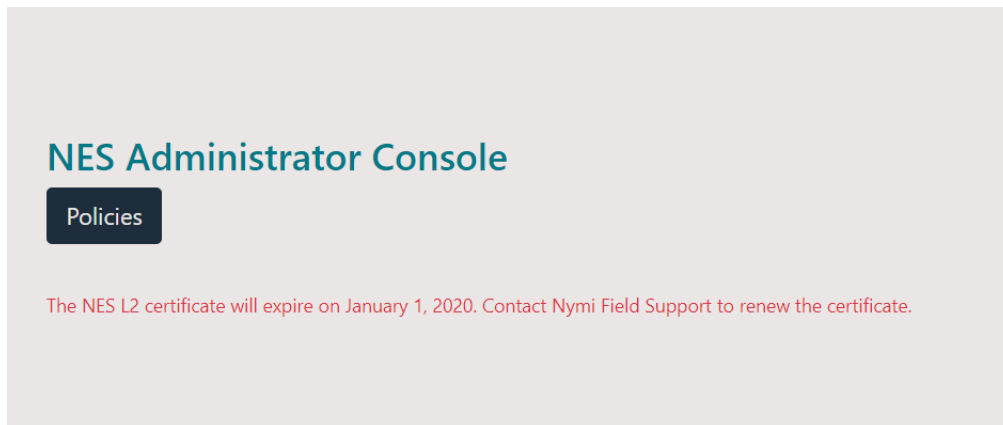 NES Administrator Console
Policies
The NES L2 certificate will expire on January 1, 2020. Contact Nymi Field Support to renew the certificate.